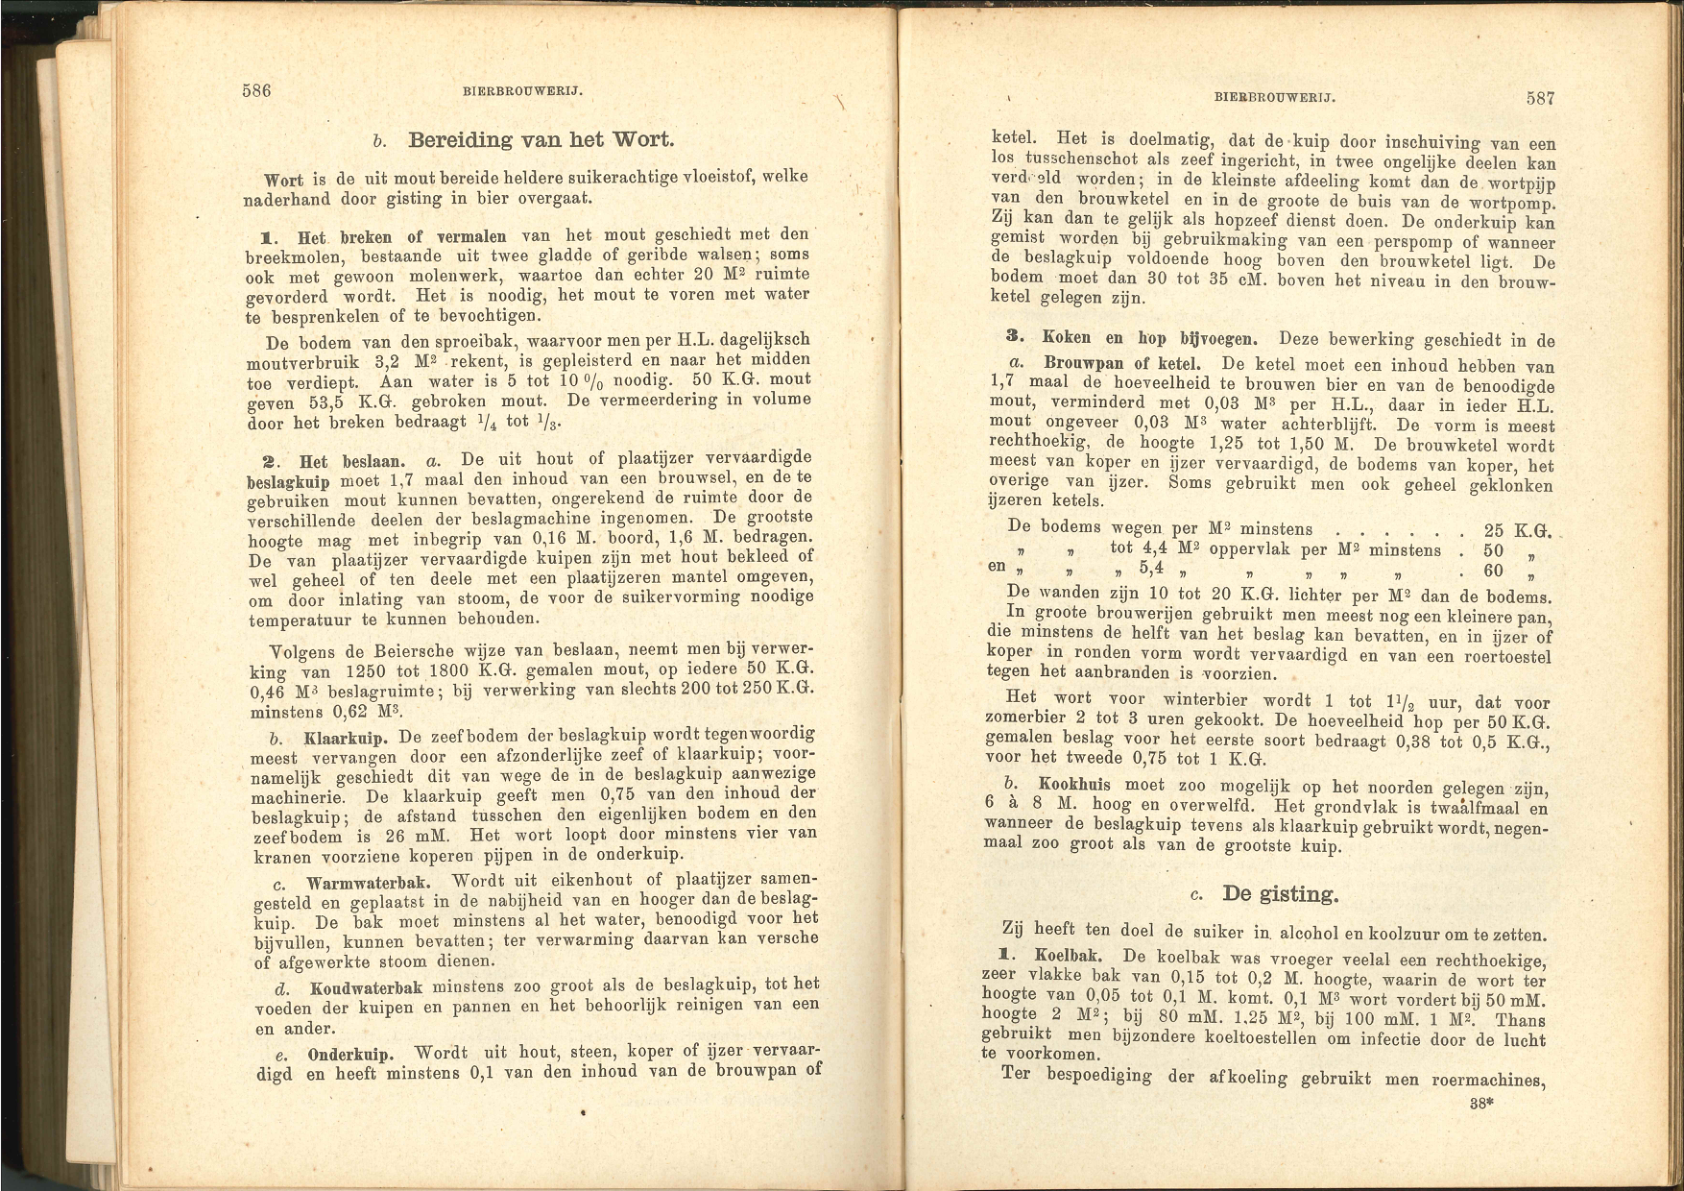 586
BIERBROUWERIJ.
b. Bereiding van het Wort.
Wort is de uit mout bereide heldere suikerachtige vloeistof, welke
naderhand door gisting in bier overgaat.
1. Het breken of vermalen van het mout geschiedt met den
breekmolen, bestaande uit twee gladde of geribde walsen; soms
ook met gewoon molenwerk, waartoe dan echter 20 M² ruimte
gevorderd wordt. Het is noodig, het mout te voren met water
te besprenkelen of te bevochtigen.
De bodem van den sproeibak, waarvoor men per H.L. dagelijksch
moutverbruik 3,2 M² rekent, is gepleisterd en naar het midden
toe verdiept. Aan water is 5 tot 10 % noodig. 50 K.G. mout
geven 53,5 K.G. gebroken mout. De vermeerdering in volume
door het breken bedraagt 1/4 tot 1/3.
2. Het beslaan. a. De uit hout of plaatijzer vervaardigde
beslagkuip moet 1,7 maal den inhoud van een brouwsel, en de te
gebruiken mout kunnen bevatten, ongerekend de ruimte door de
verschillende deelen der beslagmachine ingenomen. De grootste
hoogte mag met inbegrip van 0,16 M. boord, 1,6 M. bedragen.
De van plaatijzer vervaardigde kuipen zijn met hout bekleed of
wel geheel of ten deele met een plaatijzeren mantel omgeven,
om door inlating van stoom, de voor de suikervorming noodige
temperatuur te kunnen behouden.
Volgens de Beiersche wijze van beslaan, neemt men bij verwer-
king van 1250 tot 1800 K.G. gemalen mout, op iedere 50 K.G.
0,46 M³ beslagruimte; bij verwerking van slechts 200 tot 250 K.G.
minstens 0,62 M³.
b. Klaarkuip. De zeefbodem der beslagkuip wordt tegenwoordig
meest vervangen door een afzonderlijke zeef of klaarkuip; voor-
namelijk geschiedt dit van wege de in de beslagkuip aanwezige
machinerie. De klaarkuip geeft men 0,75 van den inhoud der
beslagkuip; de afstand tusschen den eigenlijken bodem en den
zeefbodem is 26 mM. Het wort loopt door minstens vier van
kranen voorziene koperen pijpen in de onderkuip.
c. Warmwaterbak. Wordt uit eikenhout of plaatijzer samen-
gesteld en geplaatst in de nabijheid van en hooger dan de beslag-
kuip. De bak moet minstens al het water, benoodigd voor het
bijvullen, kunnen bevatten; ter verwarming daarvan kan versche
of afgewerkte stoom dienen.
d. Koudwaterbak minstens zoo groot als de beslagkuip, tot het
voeden der kuipen en pannen en het behoorlijk reinigen van een
en ander.
e. Onderkuip. Wordt uit hout, steen, koper of ijzer vervaar-
digd en heeft minstens 0,1 van den inhoud van de brouwpan of
BIERBROUWERIJ.
587
ketel. Het is doelmatig, dat de kuip door inschuiving van een
los tusschenschot als zeef ingericht, in twee ongelijke deelen kan
verdeeld worden; in de kleinste afdeeling komt dan de wortpijp
van den brouwketel en in de groote de buis van de wortpomp.
Zij kan dan te gelijk als hopzeef dienst doen. De onderkuip kan
gemist worden bij gebruikmaking van een perspomp of wanneer
de beslagkuip voldoende hoog boven den brouwketel ligt. De
bodem moet dan 30 tot 35 cM. boven het niveau in den brouw-
ketel gelegen zijn.
3. Koken en hop bijvoegen. Deze bewerking geschiedt in de
a. Brouwpan of ketel. De ketel moet een inhoud hebben van
1,7 maal de hoeveelheid te brouwen bier en van de benoodigde
mout, verminderd met 0,03 M³ per H.L., daar in ieder H.L.
mout ongeveer 0,03 M³ water achterblijft. De vorm is meest
rechthoekig, de hoogte 1,25 tot 1,50 M. De brouwketel wordt
meest van koper en ijzer vervaardigd, de bodems van koper, het
overige van ijzer. Soms gebruikt men ook geheel geklonken
ijzeren ketels.
De bodems wegen per M² minstens . . . . . . 25 K.G.
„ „ tot 4,4 M² oppervlak per M² minstens . 50 „
en „ „ „ 5,4 „ „ „ „ „ . 60 „
De wanden zijn 10 tot 20 K.G. lichter per M² dan de bodems.
In groote brouwerijen gebruikt men meest nog een kleinere pan,
die minstens de helft van het beslag kan bevatten, en in ijzer of
koper in ronden vorm wordt vervaardigd en van een roertoestel
tegen het aanbranden is voorzien.
Het wort voor winterbier wordt 1 tot 1 1/2 uur, dat voor
zomerbier 2 tot 3 uren gekookt. De hoeveelheid hop per 50 K.G.
gemalen beslag voor het eerste soort bedraagt 0,38 tot 0,5 K.G.,
voor het tweede 0,75 tot 1 K.G.
b. Kookhuis moet zoo mogelijk op het noorden gelegen zijn,
6 à 8 M. hoog en overwelfd. Het grondvlak is twaalfmaal en
wanneer de beslagkuip tevens als klaarkuip gebruikt wordt, negen-
maal zoo groot als van de grootste kuip.
c. De gisting.
Zij heeft ten doel de suiker in alcohol en koolzuur om te zetten.
1. Koelbak. De koelbak was vroeger veelal een rechthoekige,
zeer vlakke bak van 0,15 tot 0,2 M. hoogte, waarin de wort ter
hoogte van 0,05 tot 0,1 M. komt. 0,1 M³ wort vordert bij 50 mM.
hoogte 2 M²; bij 80 mM. 1.25 M², bij 100 mM. 1 M². Thans
gebruikt men bijzondere koeltoestellen om infectie door de lucht
te voorkomen.
Ter bespoediging der afkoeling gebruikt men roermachines,
38*